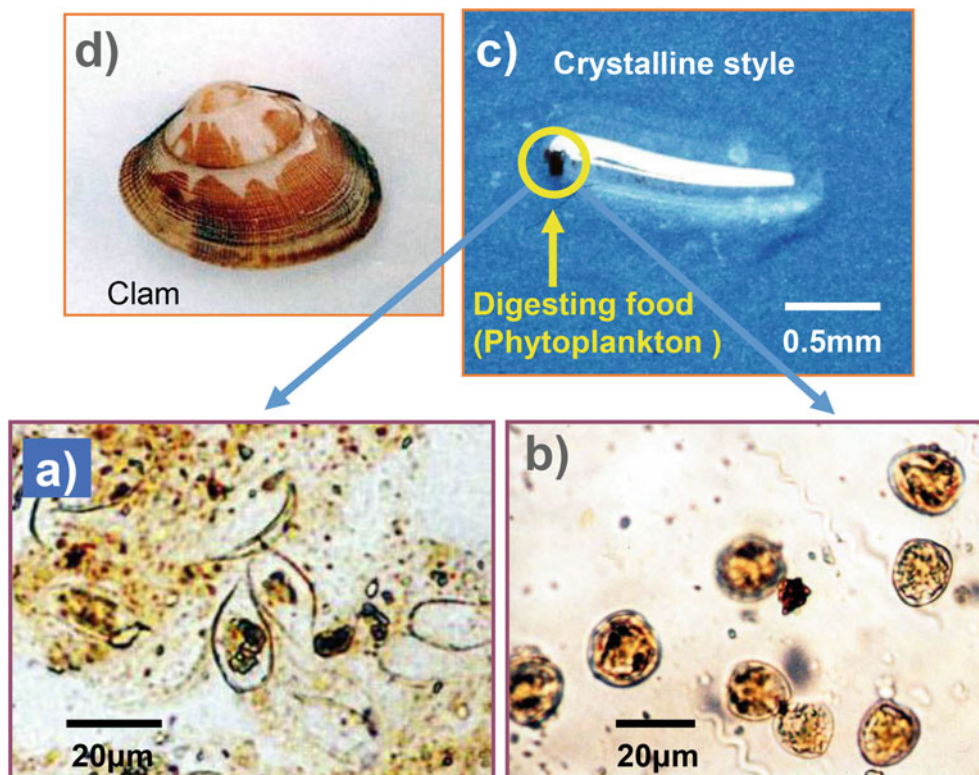 d)
Clam
c)
Crystalline style
Digesting food
(Phytoplankton )
0.5mm
a)
20μm
b)
20μm